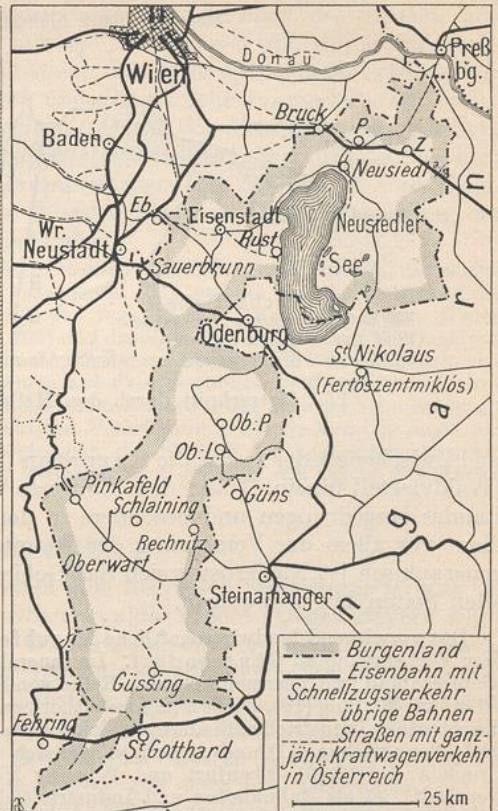 Preß
bg.
Donau
Wien
Bruck
P.
Z.
Baden
Neusiedl
Eb.
Eisenstadt
Neusiedler
Wr.
Neustadt
Rust
See
Sauerbrunn
Ödenburg
St. Nikolaus
(Fertöszentmiklós)
Ob:P
Ob:L
Güns
Pinkafeld
Schlaining
Rechnitz
Oberwart
Steinamanger
Güssing
Fehring
St. Gotthard
U n g a r n
Burgenland
Eisenbahn mit
Schnellzugsverkehr
übrige Bahnen
Straßen mit ganz-
jähr. Kraftwagenverkehr
in Österreich
25 km